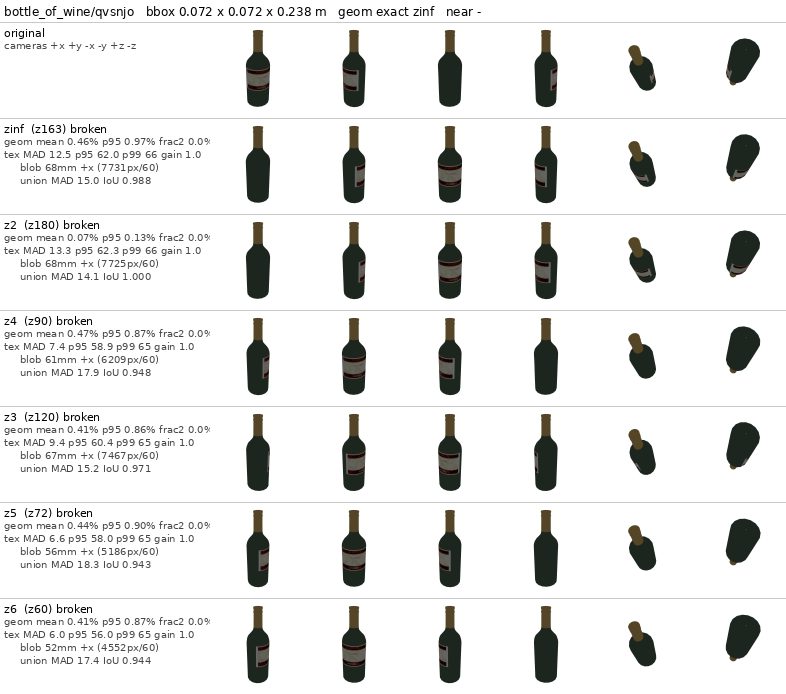 bottle_of_wine/qvsnjo bbox 0.072 x 0.072 x 0.238 m geom exact zinf near -
original
cameras +x +y -x -y +z -z
zinf (z163) broken
geom mean 0.46% p95 0.97% frac2 0.0%
tex MAD 12.5 p95 62.0 p99 66 gain 1.0
blob 68mm +x (7731px/60)
union MAD 15.0 IoU 0.988
z2 (z180) broken
geom mean 0.07% p95 0.13% frac2 0.0%
tex MAD 13.3 p95 62.3 p99 66 gain 1.0
blob 68mm +x (7725px/60)
union MAD 14.1 IoU 1.000
z4 (z90) broken
geom mean 0.47% p95 0.87% frac2 0.0%
tex MAD 7.4 p95 58.9 p99 65 gain 1.0
blob 61mm +x (6209px/60)
union MAD 17.9 IoU 0.948
z3 (z120) broken
geom mean 0.41% p95 0.86% frac2 0.0%
tex MAD 9.4 p95 60.4 p99 65 gain 1.0
blob 67mm +x (7467px/60)
union MAD 15.2 IoU 0.971
z5 (z72) broken
geom mean 0.44% p95 0.90% frac2 0.0%
tex MAD 6.6 p95 58.0 p99 65 gain 1.0
blob 56mm +x (5186px/60)
union MAD 18.3 IoU 0.943
z6 (z60) broken
geom mean 0.41% p95 0.87% frac2 0.0%
tex MAD 6.0 p95 56.0 p99 65 gain 1.0
blob 52mm +x (4552px/60)
union MAD 17.4 IoU 0.944